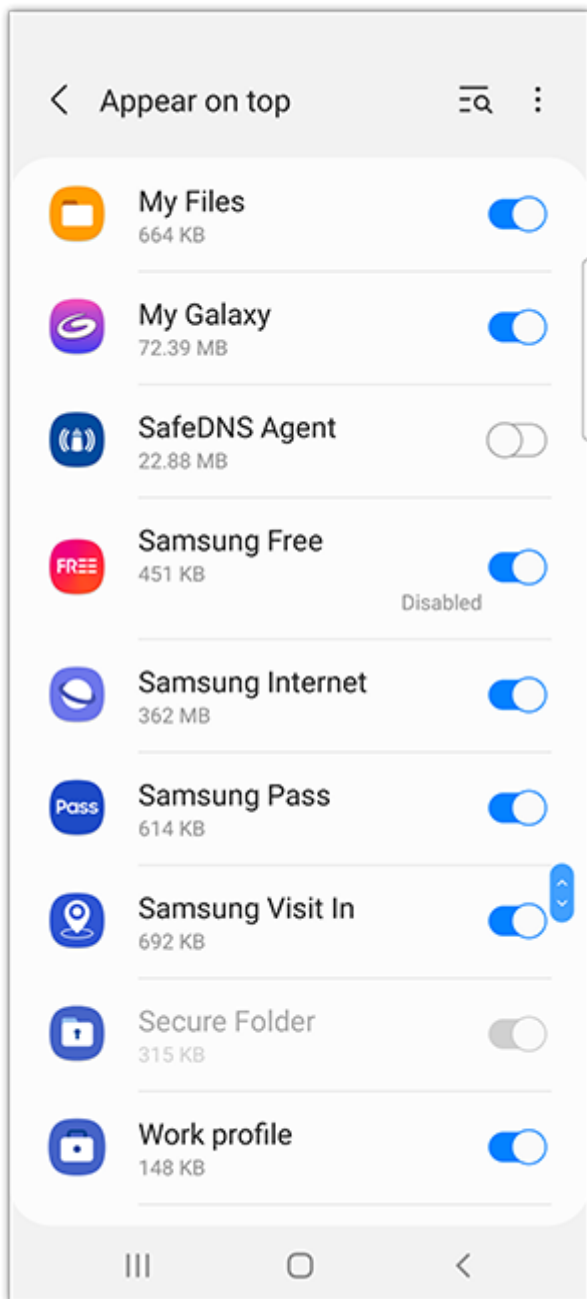 Appear on top
My Files
664 KB
My Galaxy
72.39 MB
SafeDNS Agent
22.88 MB
FREE
Samsung Free
451 KB
Disabled
Samsung Internet
362 MB
Pass
Samsung Pass
614 KB
Samsung Visit In
692 KB
Secure Folder
315 KB
Work profile
148 KB